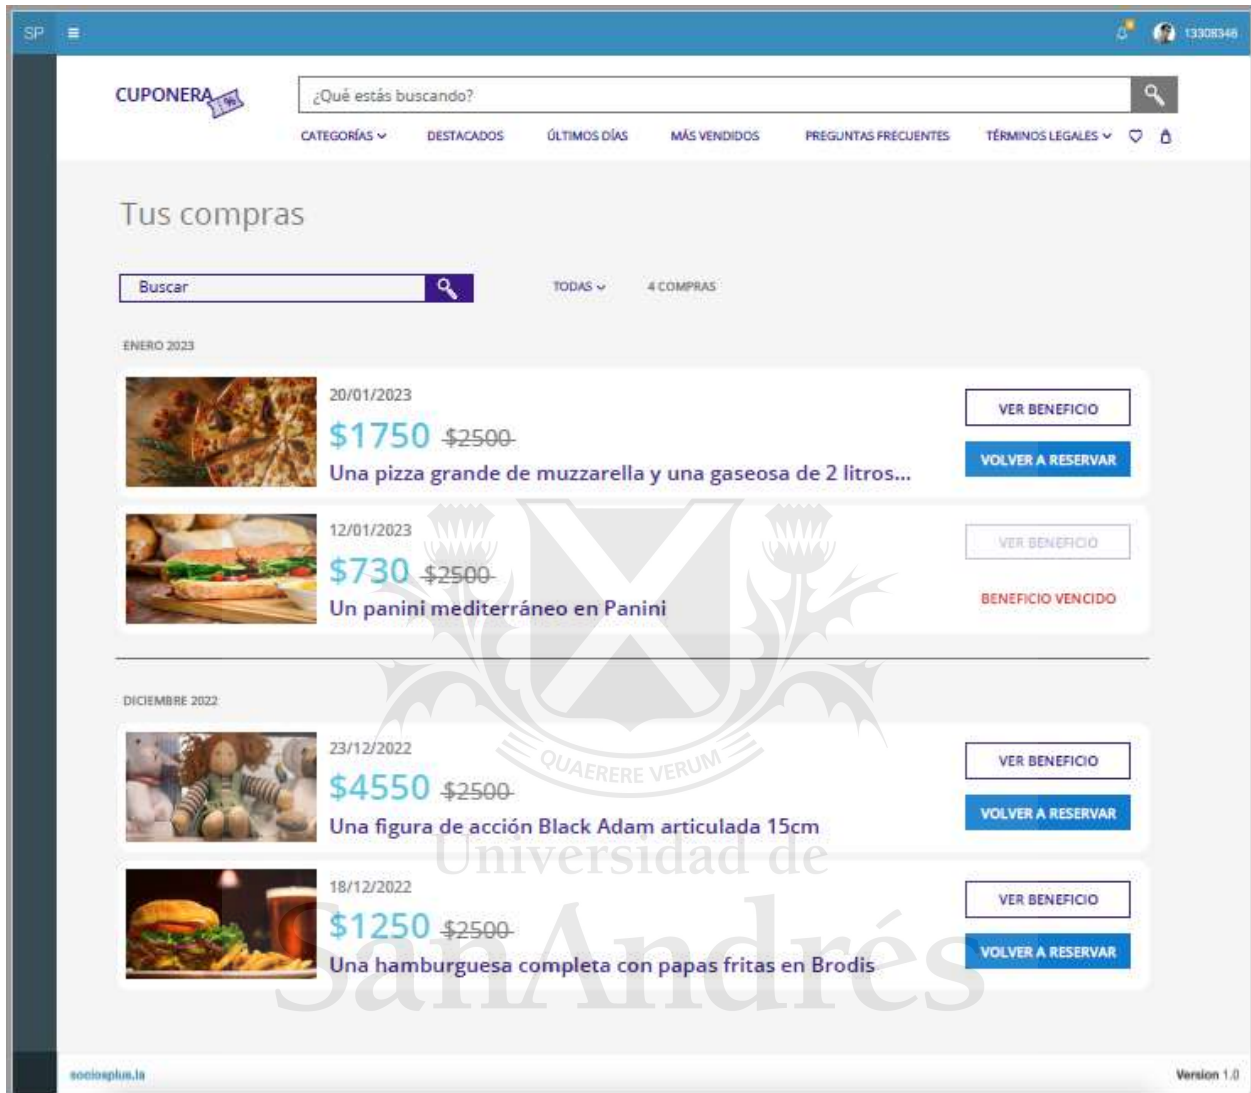 SP 13308346
CUPONERA %
¿Qué estás buscando?
CATEGORÍAS DESTACADOS ÚLTIMOS DÍAS MÁS VENDIDOS PREGUNTAS FRECUENTES TÉRMINOS LEGALES
Tus compras
Buscar TODAS 4 COMPRAS
ENERO 2023
20/01/2023
VER BENEFICIO
$1750 $2500
VOLVER A RESERVAR
Una pizza grande de muzzarella y una gaseosa de 2 litros...
12/01/2023
VER BENEFICIO
$730 $2500
BENEFICIO VENCIDO
Un panini mediterráneo en Panini
DICIEMBRE 2022
23/12/2022
VER BENEFICIO
$4550 $2500
VOLVER A RESERVAR
Una figura de acción Black Adam articulada 15cm
18/12/2022
VER BENEFICIO
$1250 $2500
VOLVER A RESERVAR
Una hamburguesa completa con papas fritas en Brodis
QUAERERE VERUM
Universidad de
SanAndrés
sociosplus.la Version 1.0